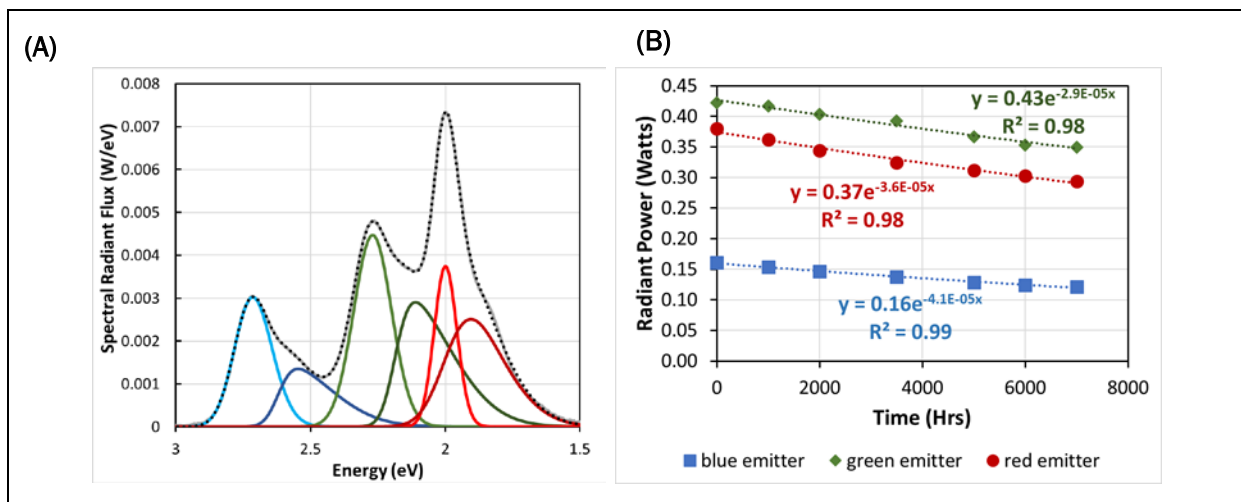 (A)
(B)
Spectral Radiant Flux (W/eV)
0.008
0.007
0.006
0.005
0.004
0.003
0.002
0.001
0
3
2.5
2
1.5
Energy (eV)
Radiant Power (Watts)
0.45
0.40
0.35
0.30
0.25
0.20
0.15
0.10
0.05
0.00
y = 0.43e-2.9E-05x
R² = 0.98
y = 0.37e-3.6E-05x
R² = 0.98
y = 0.16e-4.1E-05x
R² = 0.99
0
2000
4000
6000
8000
Time (Hrs)
blue emitter
green emitter
red emitter